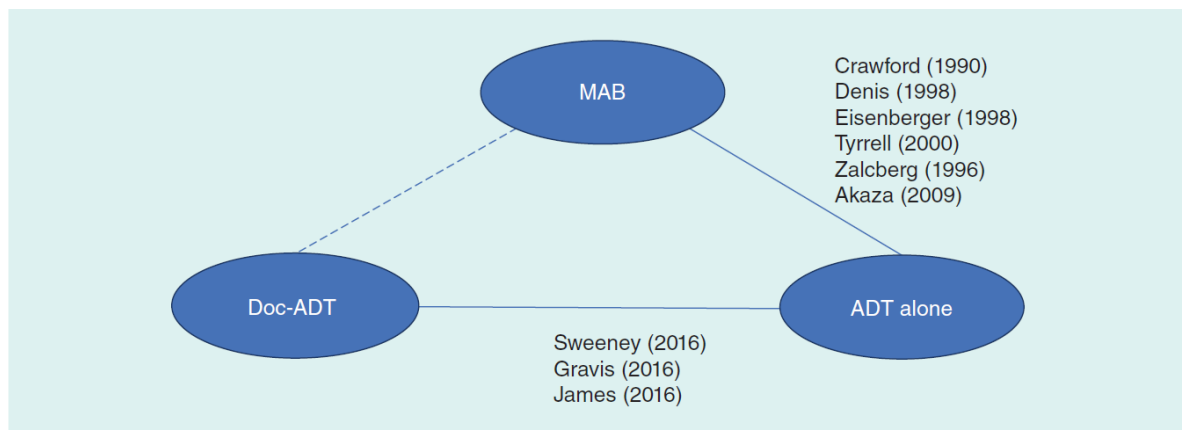 MAB
Crawford (1990)
Denis (1998)
Eisenberger (1998)
Tyrrell (2000)
Zalcberg (1996)
Akaza (2009)
Doc-ADT
ADT alone
Sweeney (2016)
Gravis (2016)
James (2016)